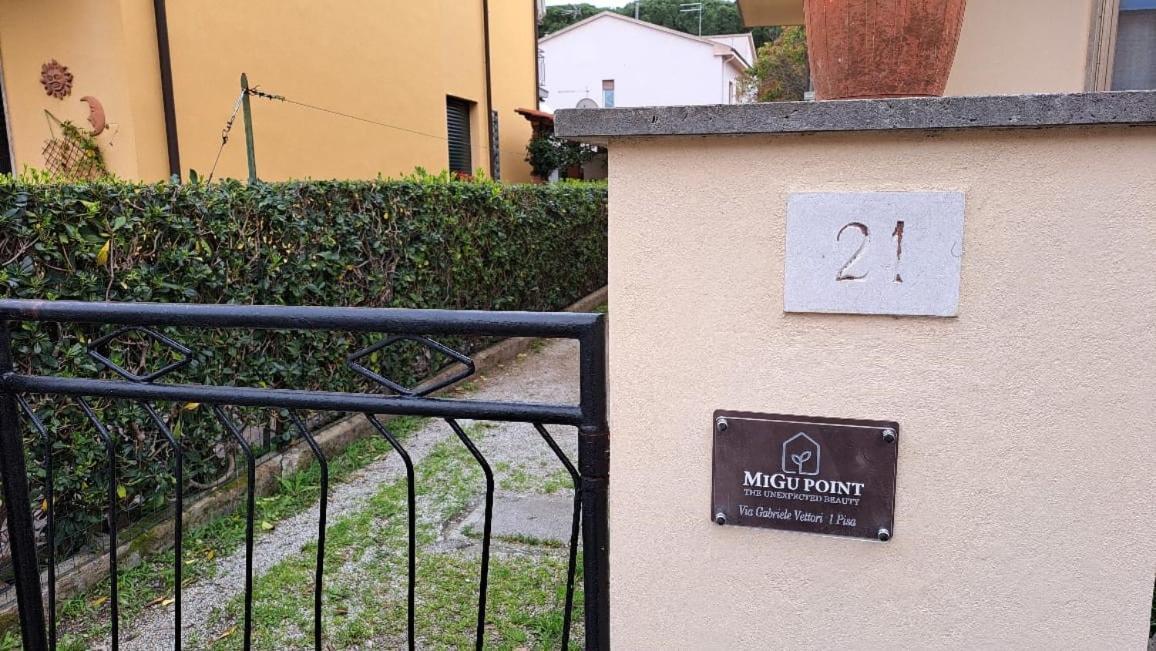 21
MIGU POINT
THE UNEXPECTED BEAUTY
Via Gabriele Vettori 1 Pisa